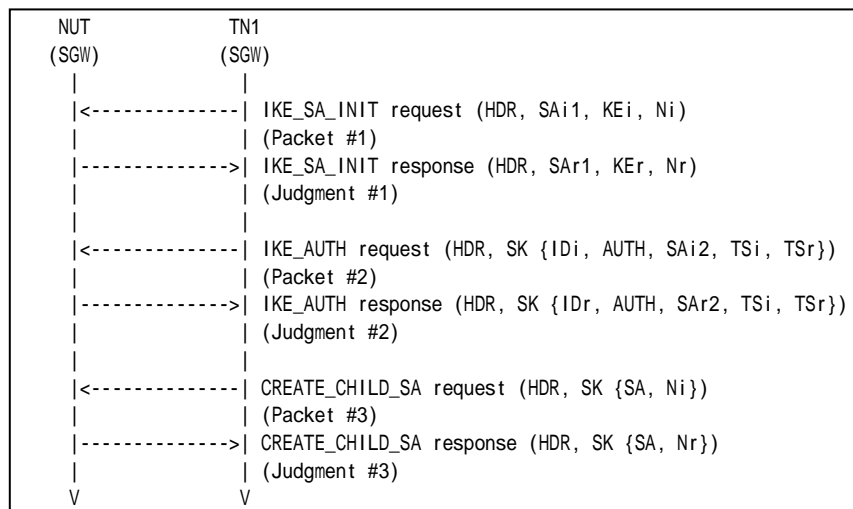 NUT TN1
(SGW) (SGW)
| |
|<--------------| IKE_SA_INIT request (HDR, SAi1, KEi, Ni)
| | (Packet #1)
|-------------->| IKE_SA_INIT response (HDR, SAr1, KEr, Nr)
| | (Judgment #1)
| |
|<--------------| IKE_AUTH request (HDR, SK {IDi, AUTH, SAi2, TSi, TSr})
| | (Packet #2)
|-------------->| IKE_AUTH response (HDR, SK {IDr, AUTH, SAr2, TSi, TSr})
| | (Judgment #2)
| |
|<--------------| CREATE_CHILD_SA request (HDR, SK {SA, Ni})
| | (Packet #3)
|-------------->| CREATE_CHILD_SA response (HDR, SK {SA, Nr})
| | (Judgment #3)
V V